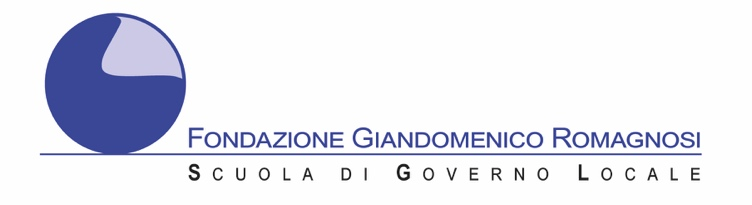 FONDAZIONE GIANDOMENICO ROMAGNOSI
SCUOLA DI GOVERNO LOCALE